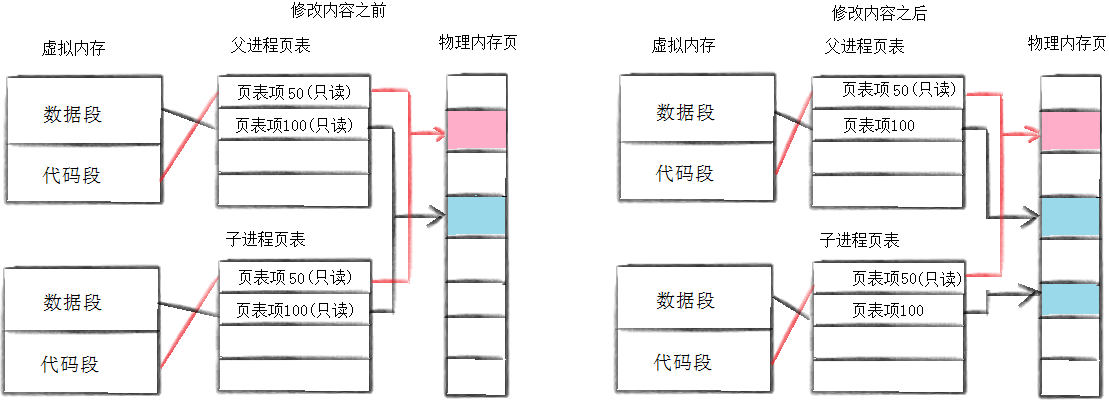 修改内容之前
虚拟内存
父进程页表
物理内存页
数据段
代码段
页表项50(只读)
页表项100(只读)
子进程页表
数据段
代码段
页表项50(只读)
页表项100(只读)
修改内容之后
虚拟内存
父进程页表
物理内存页
数据段
代码段
页表项50(只读)
页表项100
子进程页表
数据段
代码段
页表项50(只读)
页表项100